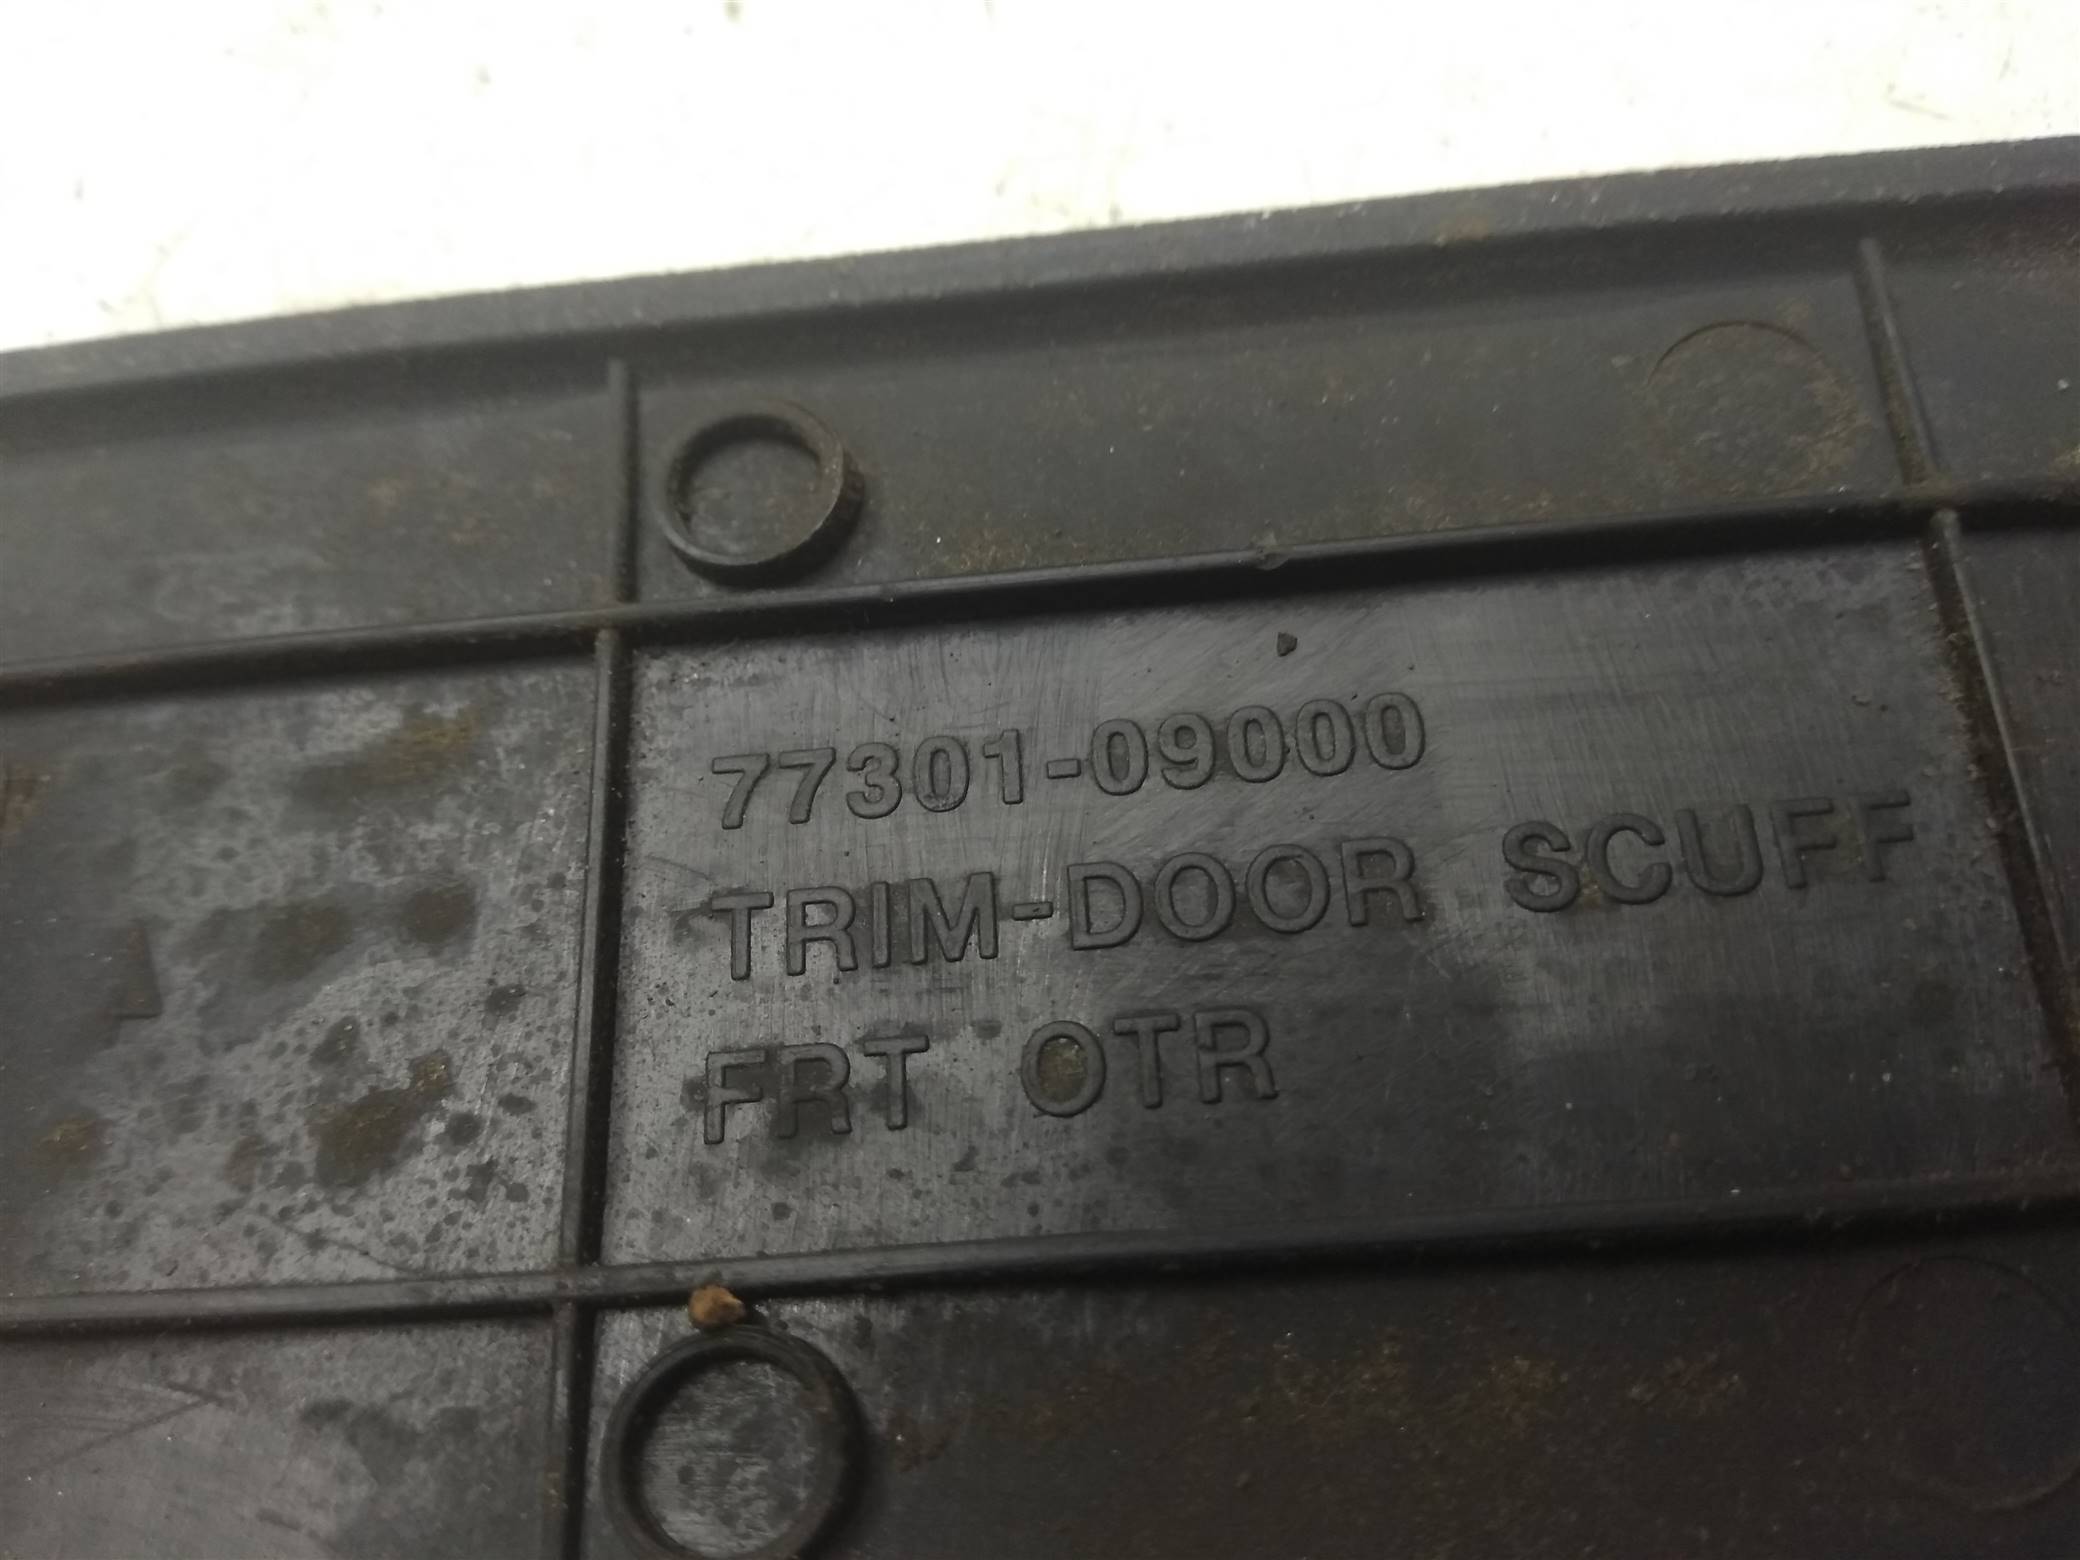 77301-09000
TRIM-DOOR SCUFF
FRT OTR